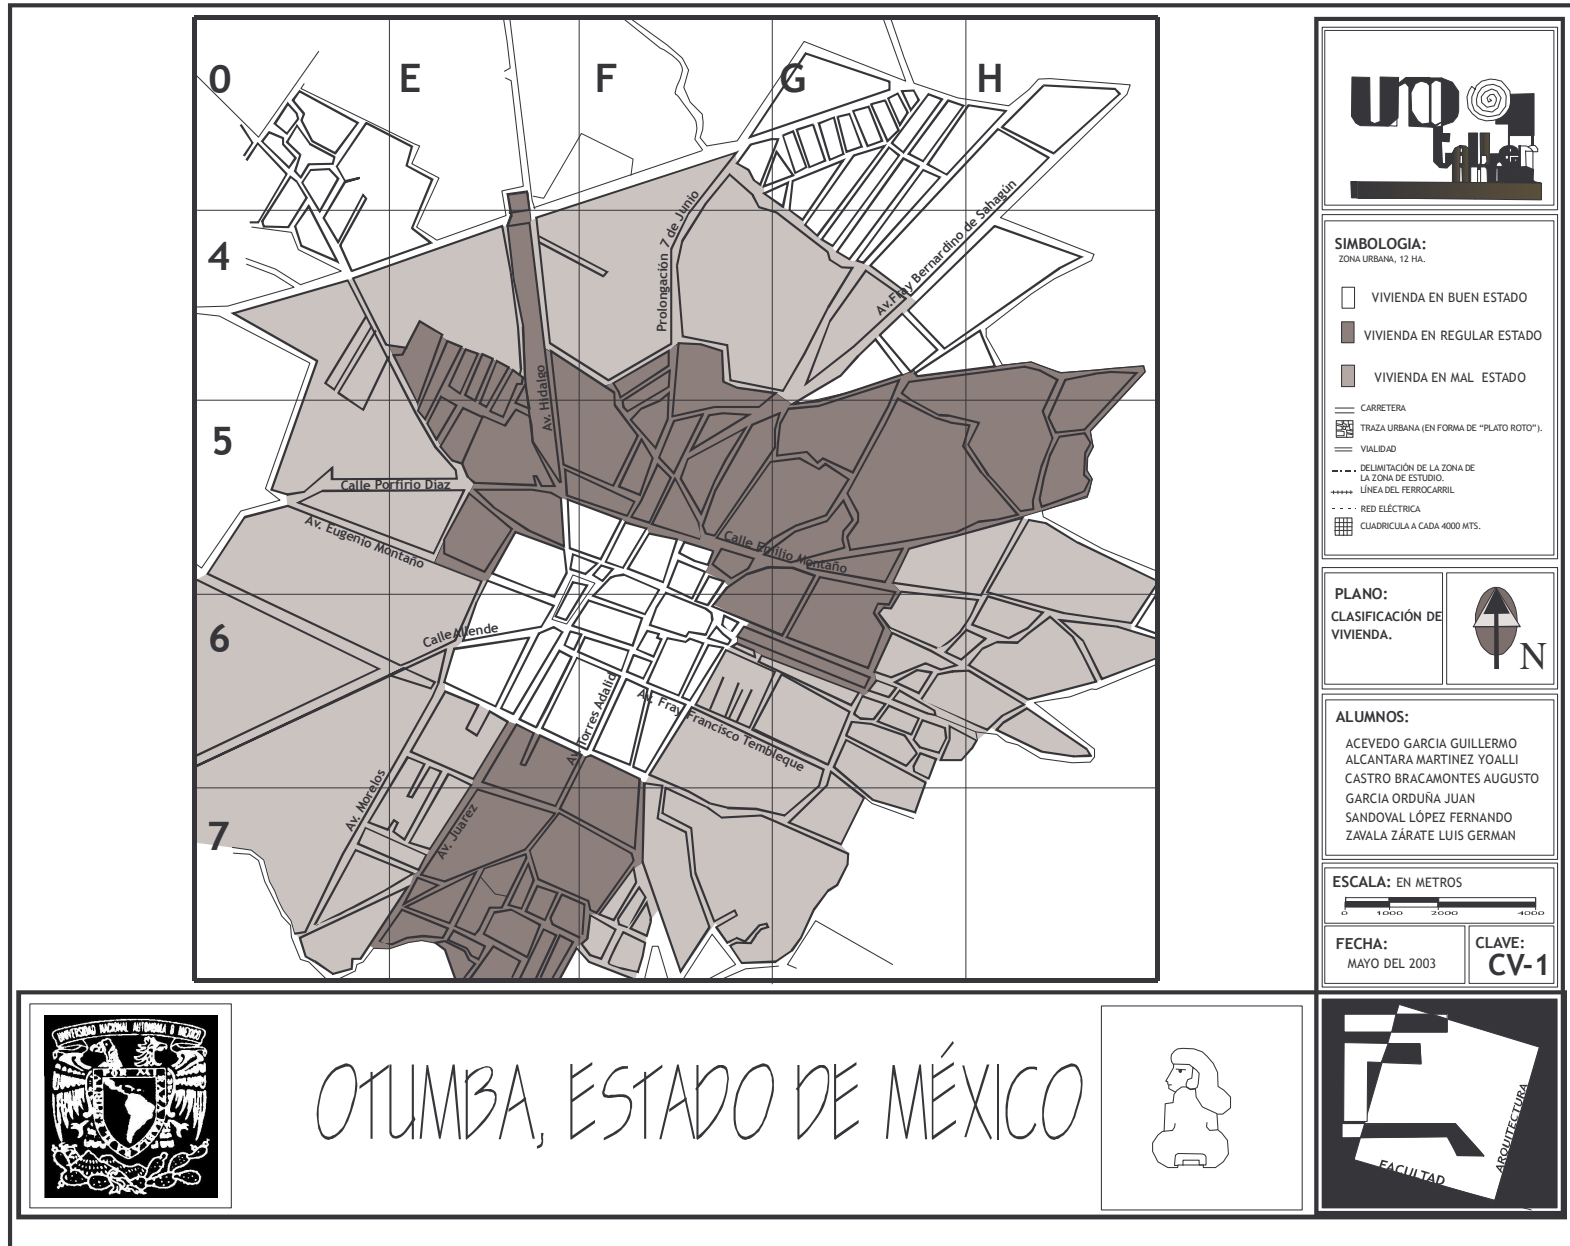 0
E
F
G
H
4
5
6
7
Prolongación 7 de Junio
Av.Fray Bernardino de Sahagún
Av. Hidalgo
Calle Porfirio Diaz
Av. Eugenio Montaño
Calle Emilio Montaño
Calle Allende
Av. Torres Adalid
Av. Fray Francisco Tembleque
Av. Morelos
Av. Juarez
taller
SIMBOLOGIA:
ZONA URBANA, 12 HA.
VIVIENDA EN BUEN ESTADO
VIVIENDA EN REGULAR ESTADO
VIVIENDA EN MAL ESTADO
CARRETERA
TRAZA URBANA (EN FORMA DE "PLATO ROTO").
VIALIDAD
DELIMITACIÓN DE LA ZONA DE
LA ZONA DE ESTUDIO.
LÍNEA DEL FERROCARRIL
RED ELÉCTRICA
CUADRICULA A CADA 4000 MTS.
PLANO:
CLASIFICACIÓN DE
VIVIENDA.
N
ALUMNOS:
ACEVEDO GARCIA GUILLERMO
ALCANTARA MARTINEZ YOALLI
CASTRO BRACAMONTES AUGUSTO
GARCIA ORDUÑA JUAN
SANDOVAL LÓPEZ FERNANDO
ZAVALA ZÁRATE LUIS GERMAN
ESCALA: EN METROS
0 1000 2000 4000
FECHA:
MAYO DEL 2003
CLAVE:
CV-1
OTUMBA, ESTADO DE MÉXICO
FACULTAD
ARQUITECTURA